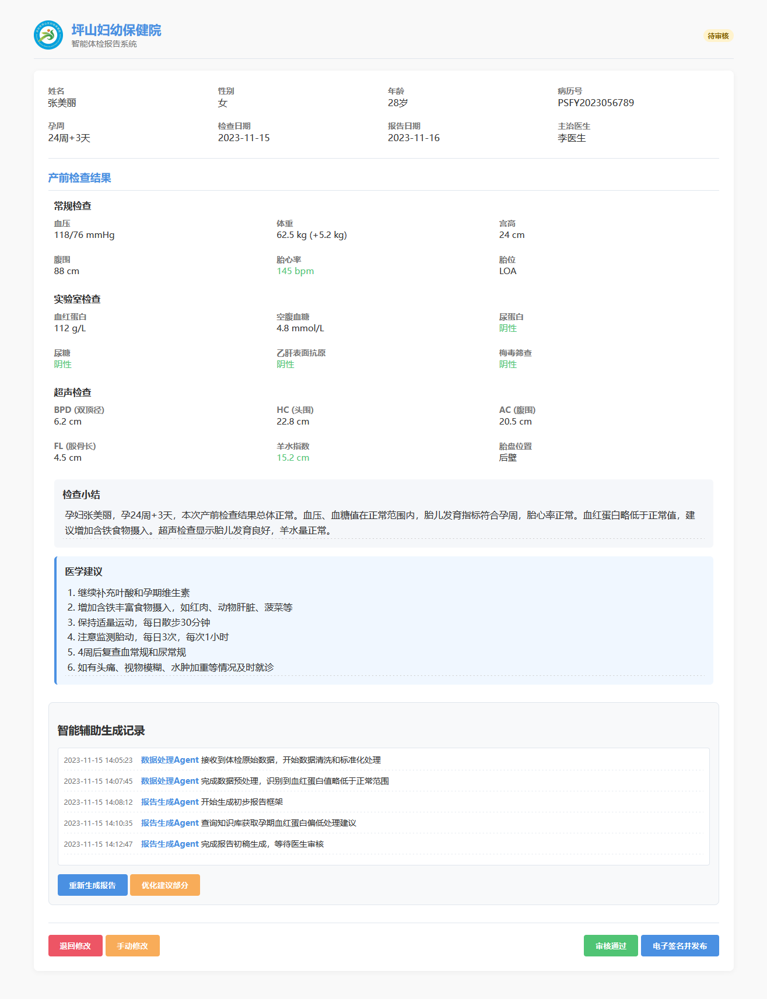 坪山妇幼保健院
智能体检报告系统
待审核
姓名
张美丽
性别
女
年龄
28岁
病历号
PSFY2023056789
孕周
24周+3天
检查日期
2023-11-15
报告日期
2023-11-16
主治医生
李医生
产前检查结果
常规检查
血压
118/76 mmHg
体重
62.5 kg (+5.2 kg)
宫高
24 cm
腹围
88 cm
胎心率
145 bpm
胎位
LOA
实验室检查
血红蛋白
112 g/L
空腹血糖
4.8 mmol/L
尿蛋白
阴性
尿糖
阴性
乙肝表面抗原
阴性
梅毒筛查
阴性
超声检查
BPD (双顶径)
6.2 cm
HC (头围)
22.8 cm
AC (腹围)
20.5 cm
FL (股骨长)
4.5 cm
羊水指数
15.2 cm
胎盘位置
后壁
检查小结
孕妇张美丽，孕24周+3天，本次产前检查结果总体正常。血压、血糖值在正常范围内，胎儿发育指标符合孕周，胎心率正常。血红蛋白略低于正常值，建
议增加含铁食物摄入。超声检查显示胎儿发育良好，羊水量正常。
医学建议
1. 继续补充叶酸和孕期维生素
2. 增加含铁丰富食物摄入，如红肉、动物肝脏、菠菜等
3. 保持适量运动，每日散步30分钟
4. 注意监测胎动，每日3次，每次1小时
5. 4周后复查血常规和尿常规
6. 如有头痛、视物模糊、水肿加重等情况及时就诊
智能辅助生成记录
2023-11-15 14:05:23 数据处理Agent 接收到体检原始数据，开始数据清洗和标准化处理
2023-11-15 14:07:45 数据处理Agent 完成数据预处理，识别到血红蛋白值略低于正常范围
2023-11-15 14:08:12 报告生成Agent 开始生成初步报告框架
2023-11-15 14:10:35 报告生成Agent 查询知识库获取孕期血红蛋白偏低处理建议
2023-11-15 14:12:47 报告生成Agent 完成报告初稿生成，等待医生审核
重新生成报告
优化建议部分
退回修改
手动修改
审核通过
电子签名并发布